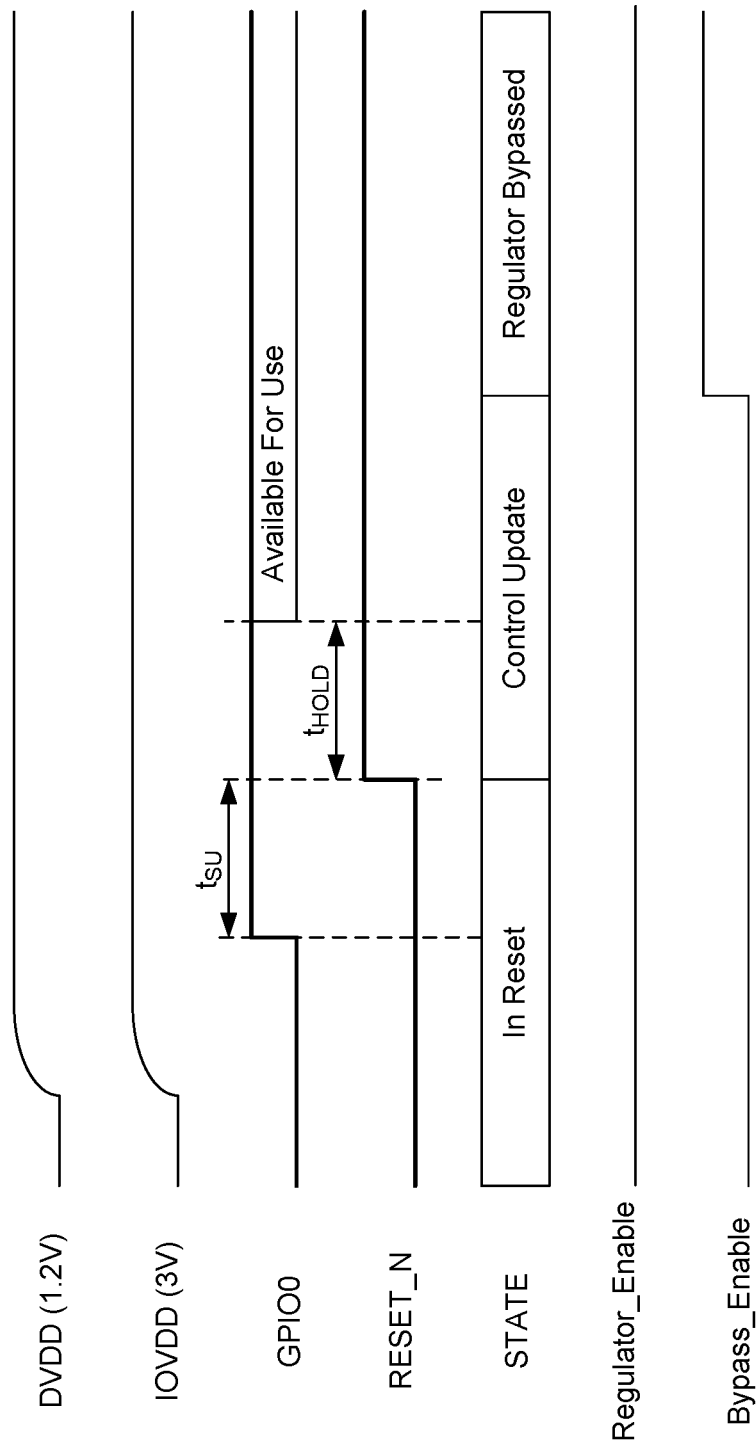 DVDD (1.2V)
IOVDD (3V)
tSU
GPIO0
Available For Use
tHOLD
RESET_N
STATE
In Reset
Control Update
Regulator Bypassed
Regulator_Enable
Bypass_Enable